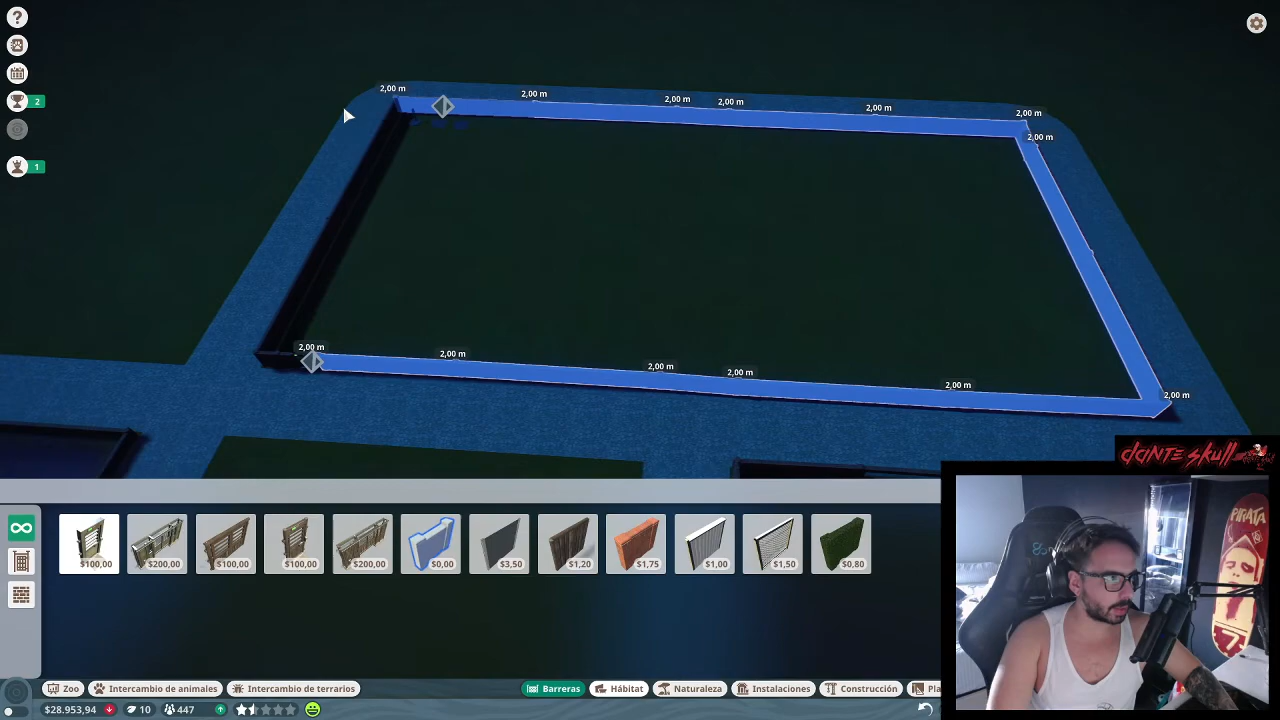 ?
2
1
2,00 m
2,00 m
2,00 m
2,00 m
2,00 m
2,00 m
2,00 m
2,00 m
2,00 m
2,00 m
2,00 m
2,00 m
2,00 m
dante skull
PIRATA
7
$100,00
$200,00
$100,00
$100,00
$200,00
$0,00
$3,50
$1,20
$1,75
$1,00
$1,50
$0,80
Zoo
Intercambio de animales
Intercambio de terrarios
Barreras
Hábitat
Naturaleza
Instalaciones
Construcción
Pla
$28.953,94
10
447